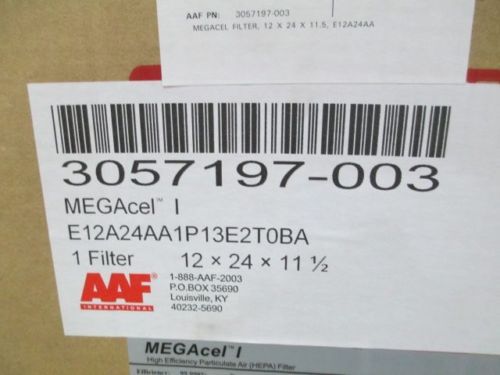 AAF PN: 3057197-003
MEGACEL FILTER, 12 X 24 X 11.5, E12A24AA
3057197-003
MEGAcel™ I
E12A24AA1P13E2T0BA
1 Filter 12 × 24 × 11 ½
AAF
INTERNATIONAL
1-888-AAF-2003
P.O.BOX 35690
Louisville, KY
40232-5690
MEGAcel™ I
High Efficiency Particulate Air (HEPA) Filter